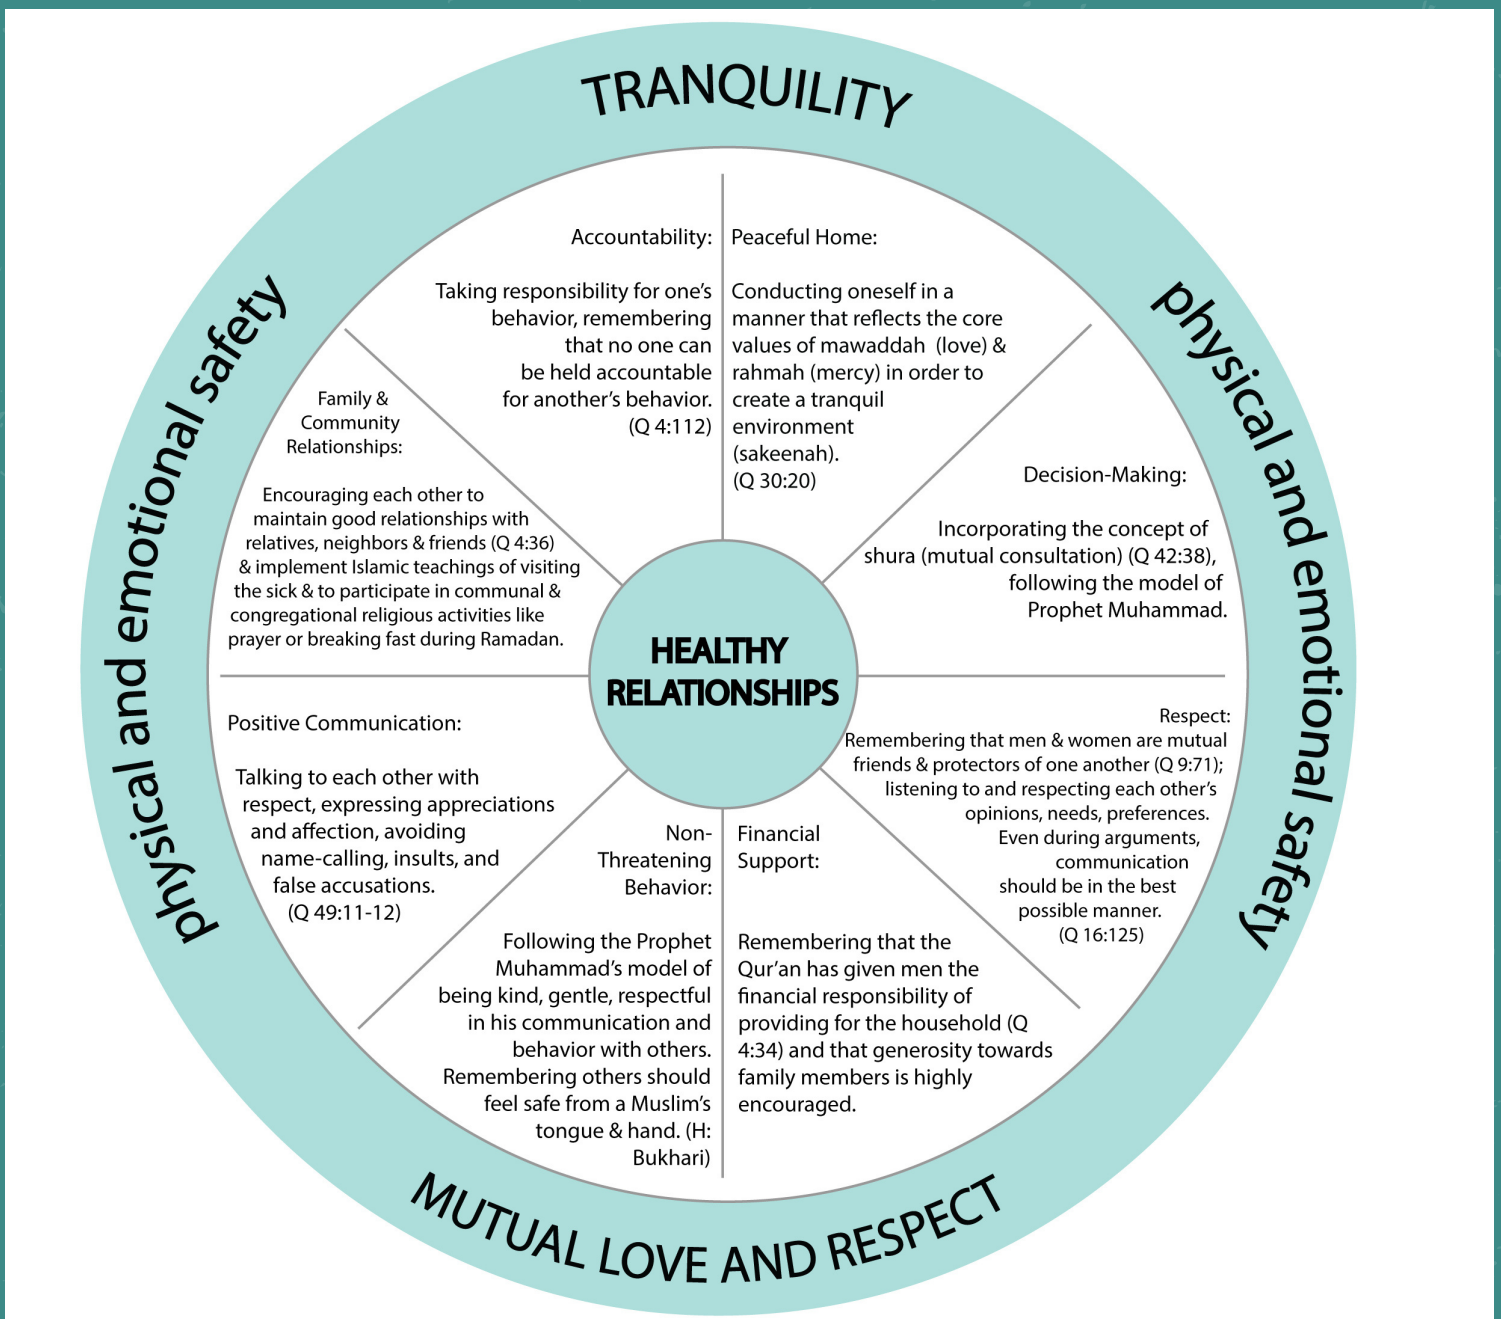 TRANQUILITY
physical and emotional safety
physical and emotional safety
MUTUAL LOVE AND RESPECT
HEALTHY
RELATIONSHIPS
Accountability:
Taking responsibility for one’s
behavior, remembering
that no one can
be held accountable
for another’s behavior.
(Q 4:112)
Peaceful Home:
Conducting oneself in a
manner that reflects the core
values of mawaddah (love) &
rahmah (mercy) in order to
create a tranquil
environment
(sakeenah).
(Q 30:20)
Decision-Making:
Incorporating the concept of
shura (mutual consultation) (Q 42:38),
following the model of
Prophet Muhammad.
Respect:
Remembering that men & women are mutual
friends & protectors of one another (Q 9:71);
listening to and respecting each other’s
opinions, needs, preferences.
Even during arguments,
communication
should be in the best
possible manner.
(Q 16:125)
Financial
Support:
Remembering that the
Qur’an has given men the
financial responsibility of
providing for the household (Q
4:34) and that generosity towards
family members is highly
encouraged.
Non-
Threatening
Behavior:
Following the Prophet
Muhammad’s model of
being kind, gentle, respectful
in his communication and
behavior with others.
Remembering others should
feel safe from a Muslim’s
tongue & hand. (H:
Bukhari)
Positive Communication:
Talking to each other with
respect, expressing appreciations
and affection, avoiding
name-calling, insults, and
false accusations.
(Q 49:11-12)
Family &
Community
Relationships:
Encouraging each other to
maintain good relationships with
relatives, neighbors & friends (Q 4:36)
& implement Islamic teachings of visiting
the sick & to participate in communal &
congregational religious activities like
prayer or breaking fast during Ramadan.